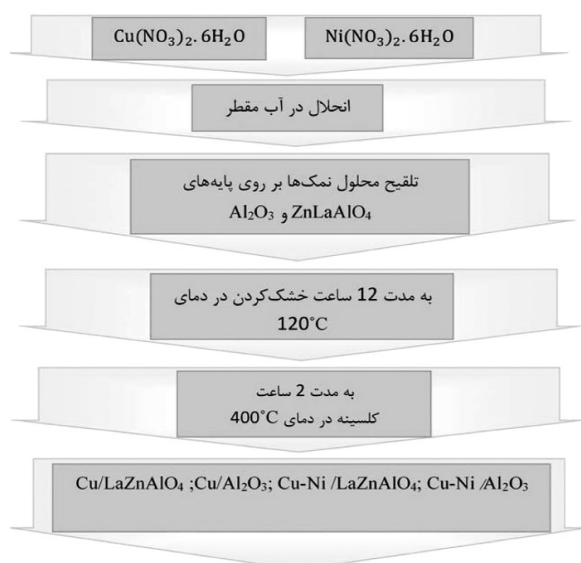 Cu(NO₃)₂. 6H₂O Ni(NO₃)₂. 6H₂O
انحلال در آب مقطر
تلقیح محلول نمک‌ها بر روی پایه‌های
ZnLaAlO₄ و Al₂O₃
به مدت 12 ساعت خشک‌کردن در دمای
120˚C
به مدت 2 ساعت
کلسینه در دمای 400˚C
Cu/LaZnAlO₄ ;Cu/Al₂O₃; Cu-Ni /LaZnAlO₄; Cu-Ni /Al₂O₃